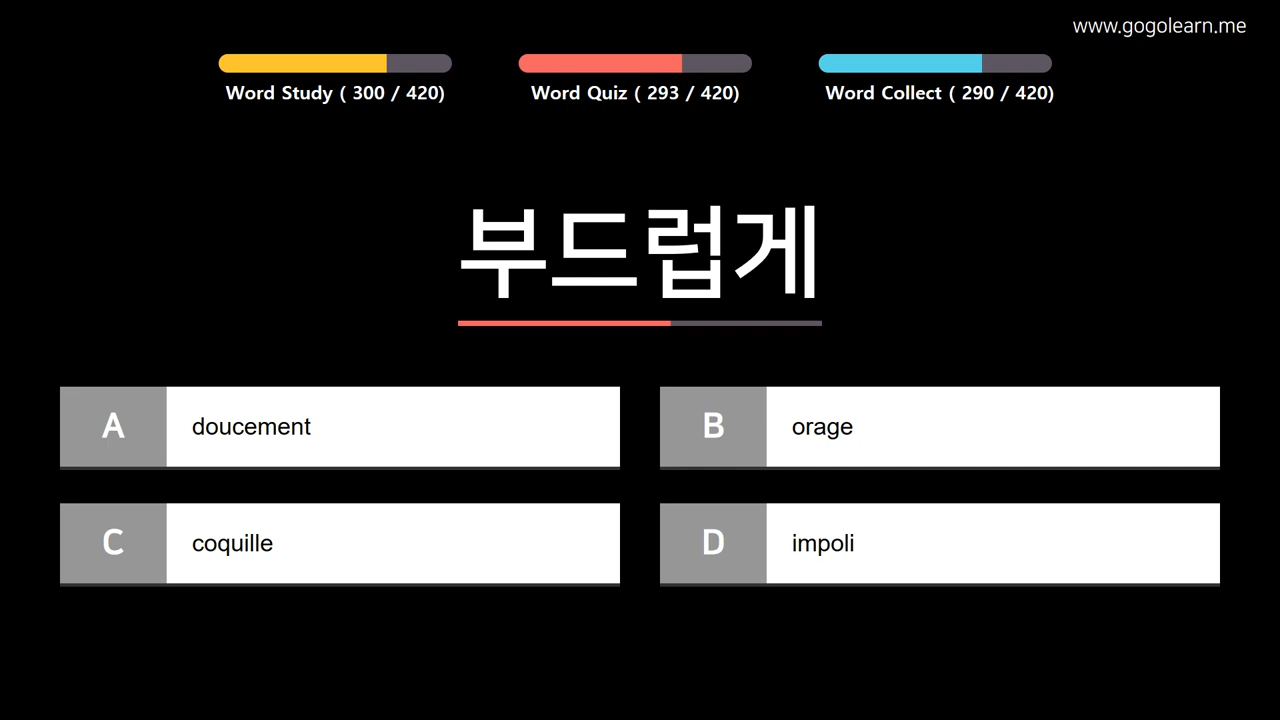 www.gogolearn.me
Word Study ( 300 / 420)
Word Quiz ( 293 / 420)
Word Collect ( 290 / 420)
부드럽게
A doucement
B orage
C coquille
D impoli